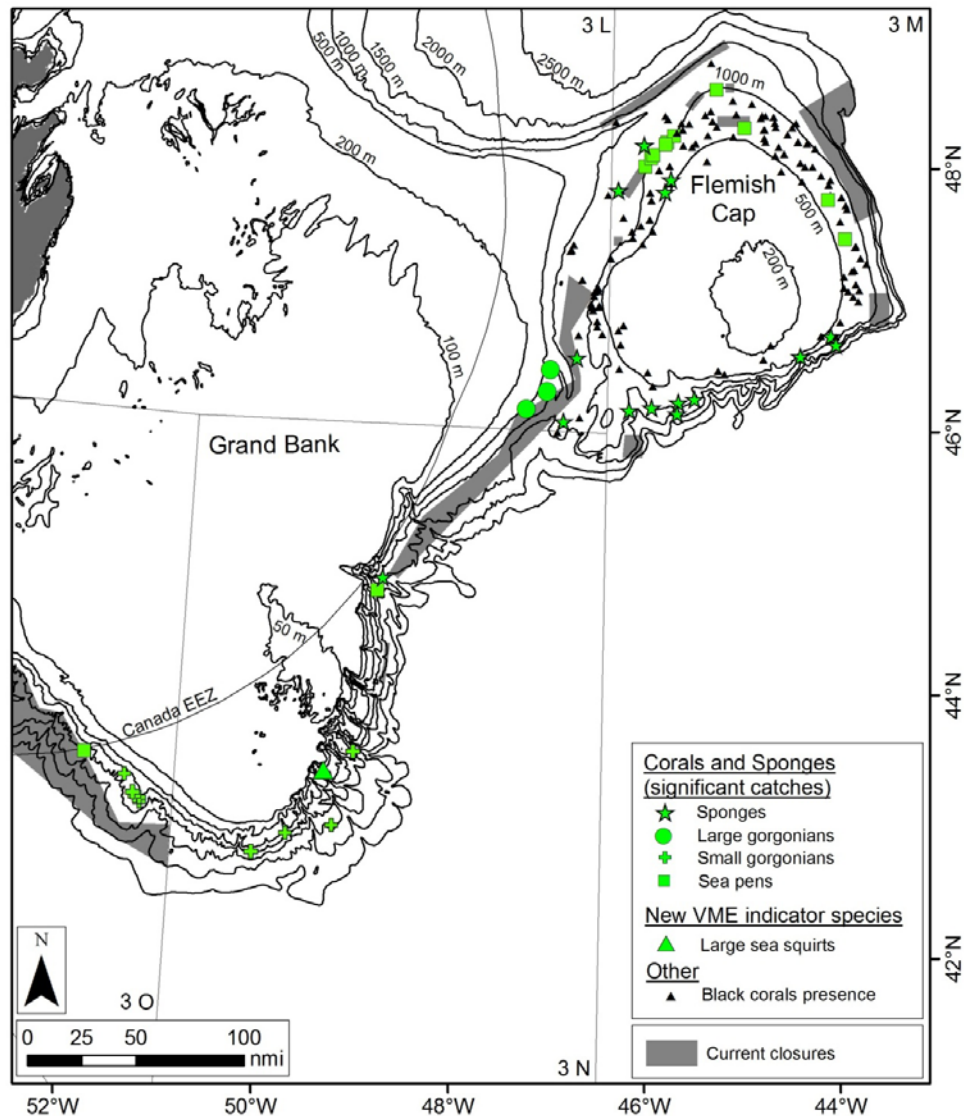 3 L
3 M
500 m
1000 m
1500 m
2000 m
2500 m
1000 m
200 m
48°N
Flemish
Cap
500 m
200 m
100 m
46°N
Grand Bank
50 m
44°N
Canada EEZ
Corals and Sponges
(significant catches)
Sponges
Large gorgonians
Small gorgonians
Sea pens
New VME indicator species
Large sea squirts
Other
Black corals presence
Current closures
42°N
N
3 O
0 25 50 100
nmi
3 N
52°W 50°W 48°W 46°W 44°W